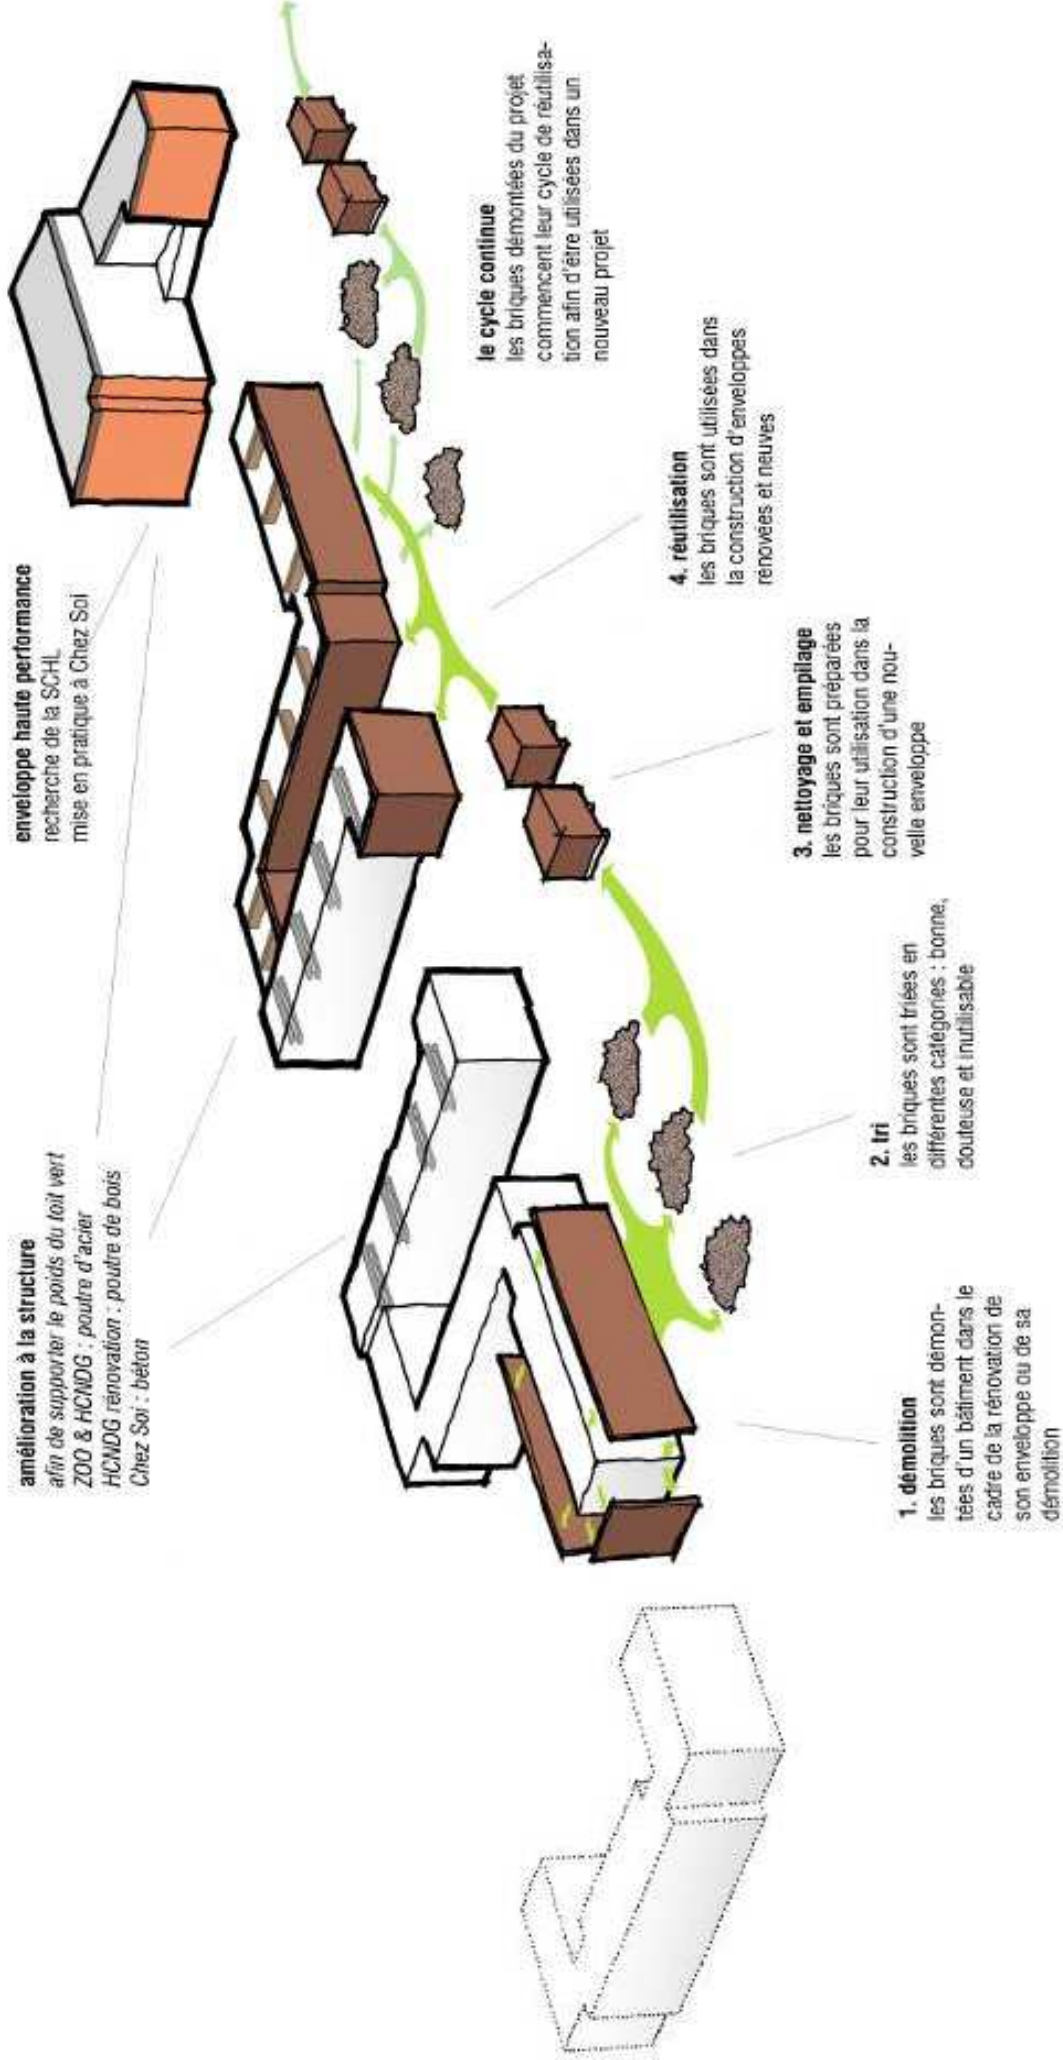 amélioration à la structure
afin de supporter le poids du toit vert
ZOO & HCNDG : poutre d'acier
HCNDG rénovation : poutre de bois
Chez Soi : béton
enveloppe haute performance
recherche de la SCHL
mise en pratique à Chez Soi
1. démolition
les briques sont démon-
tées d'un bâtiment dans le
cadre de la rénovation de
son enveloppe ou de sa
démolition
2. tri
les briques sont triées en
différentes catégories : bonne,
douteuse et inutilisable
3. nettoyage et empilage
les briques sont préparées
pour leur utilisation dans la
construction d'une nou-
velle enveloppe
4. réutilisation
les briques sont utilisées dans
la construction d'enveloppes
rénovées et neuves
le cycle continue
les briques démontées du projet
commencent leur cycle de réutilisa-
tion afin d'être utilisées dans un
nouveau projet